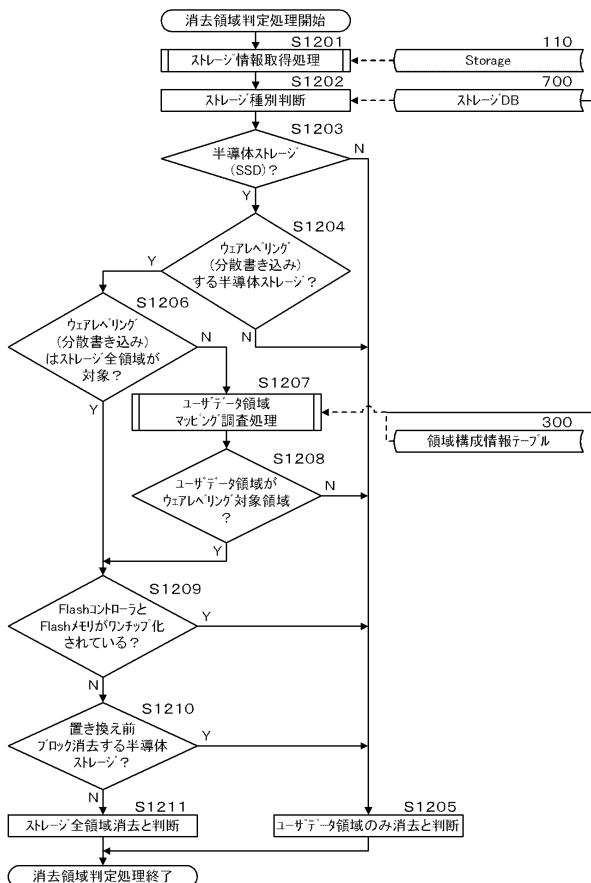 消去領域判定処理開始
S1201
110
ストレージ情報取得処理
Storage
S1202
700
ストレージ種別判断
ストレージDB
S1203
半導体ストレージ
(SSD)？
N
Y
S1204
ウェアレベリング
(分散書き込み)
する半導体ストレージ？
Y
N
S1206
ウェアレベリング
(分散書き込み)
はストレージ全領域が
対象？
N
Y
S1207
ユーザデータ領域
マッピング調査処理
300
領域構成情報テーブル
S1208
ユーザデータ領域が
ウェアレベリング対象領域
？
N
Y
S1209
Flashコントローラと
Flashメモリがワンチップ化
されている？
Y
N
S1210
置き換え前
ブロック消去する半導体
ストレージ？
Y
N
S1211
S1205
ストレージ全領域消去と判断
ユーザデータ領域のみ消去と判断
消去領域判定処理終了